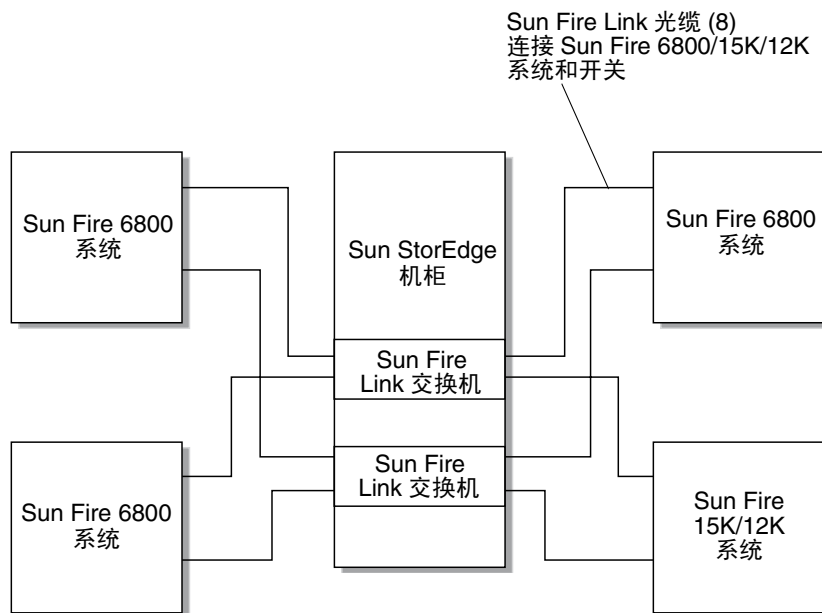 Sun Fire Link 光缆 (8)
连接 Sun Fire 6800/15K/12K
系统和开关
Sun Fire 6800
系统
Sun StorEdge
机柜
Sun Fire 6800
系统
Sun Fire
Link 交换机
Sun Fire
Link 交换机
Sun Fire 6800
系统
Sun Fire
15K/12K
系统